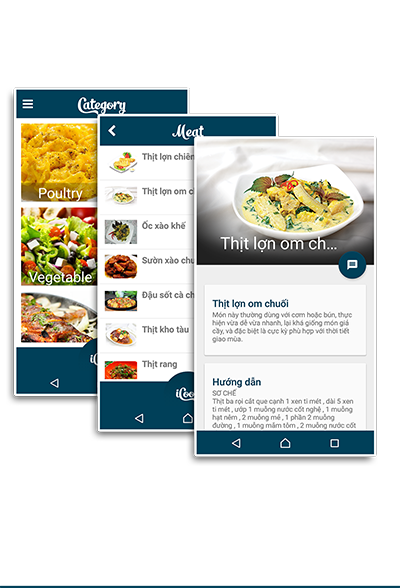 Category
Poultry
Vegetable
Meat
Thịt lợn chiên
Thịt lợn om c
Ốc xào khế
Sườn xào chu
Đậu sốt cà ch
Thịt kho tàu
Thịt rang
iCoo
Thịt lợn om ch...
Thịt lợn om chuối
Món này thường dùng với cơm hoặc bún, thực
hiện vừa dễ vừa nhanh, lại khá giống món giả
cầy, và đặc biệt là cực kỳ phù hợp với thời tiết
giao mùa.
Hướng dẫn
SƠ CHẾ
Thịt ba rọi cắt que cạnh 1 xen ti mét , dài 5 xen
ti mét , ướp 1 muỗng nước cốt nghệ , 1 muỗng
hạt nêm , 2 muỗng mẻ , 1 phần 2 muỗng
đường , 1 muỗng mắm tôm , 2 muỗng nước cốt